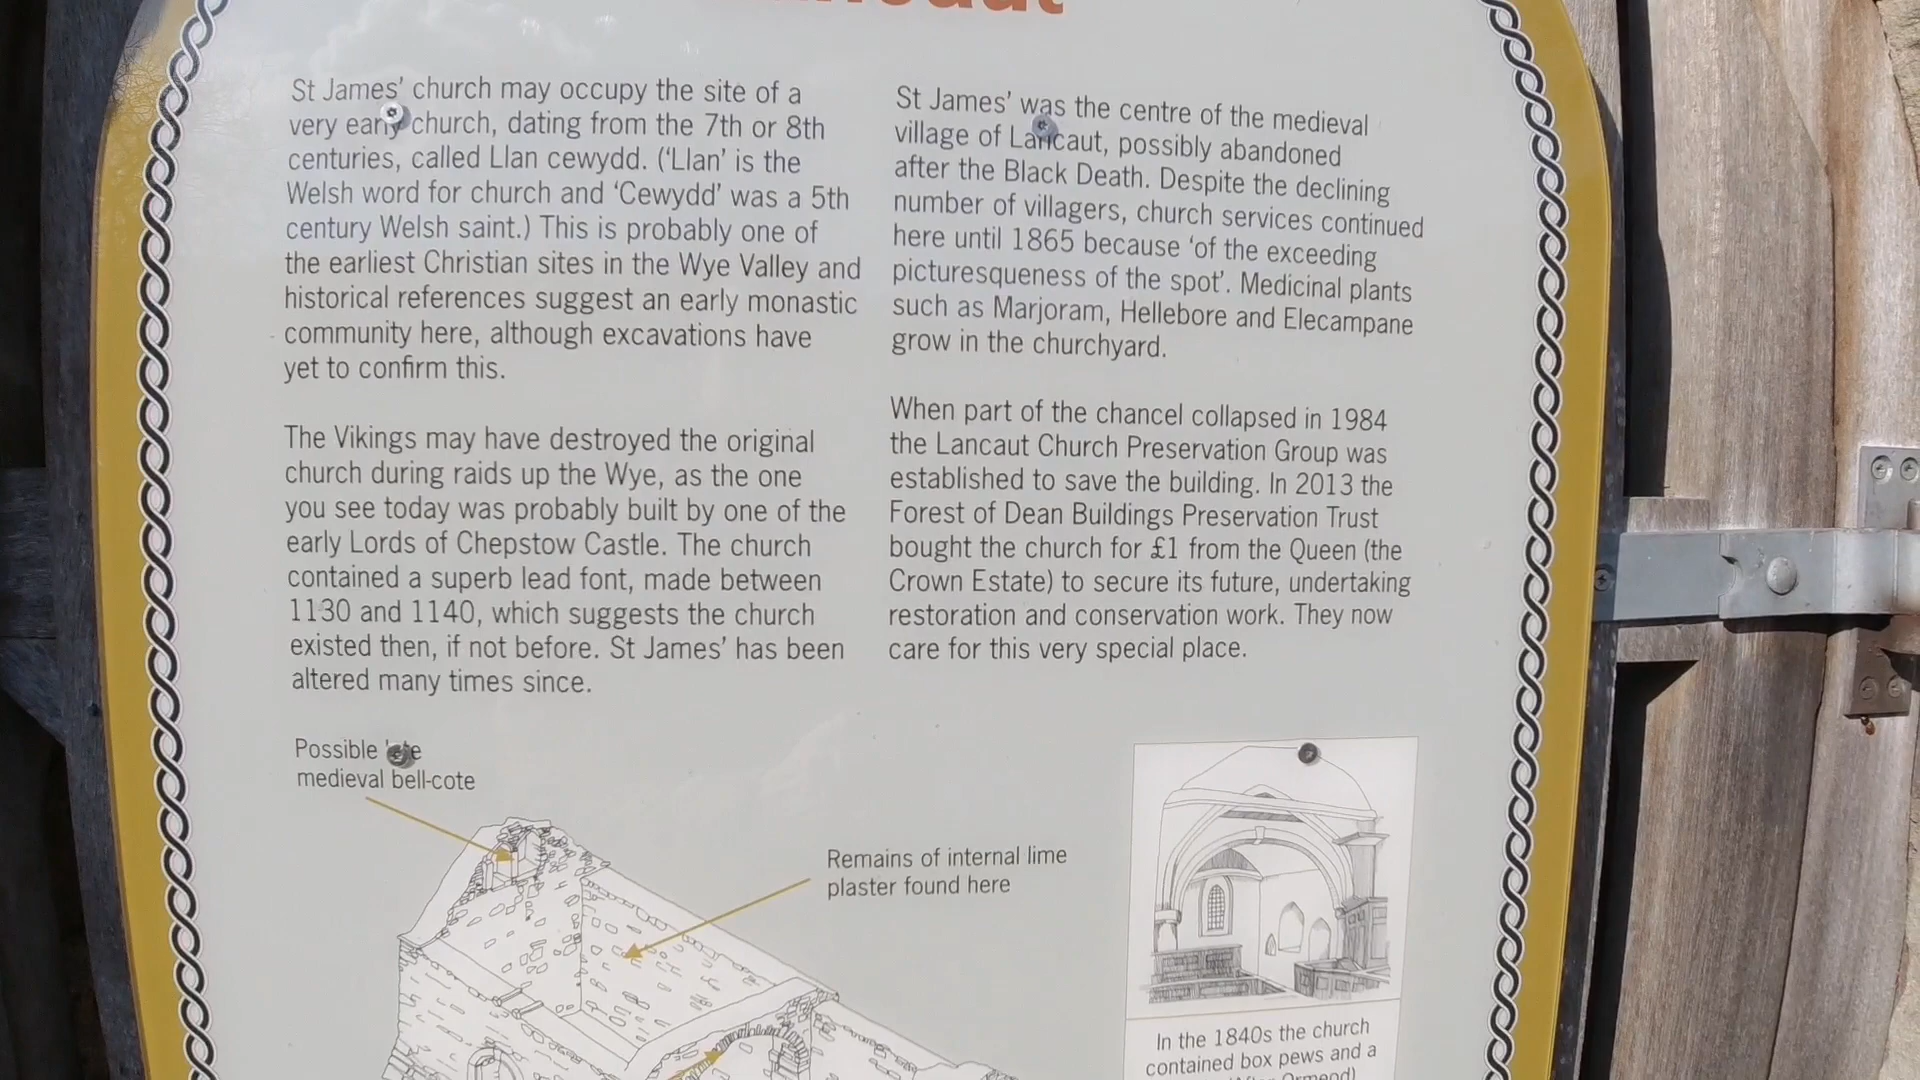 St James’ church may occupy the site of a
very early church, dating from the 7th or 8th
centuries, called Llan cewydd. (‘Llan’ is the
Welsh word for church and ‘Cewydd’ was a 5th
century Welsh saint.) This is probably one of
the earliest Christian sites in the Wye Valley and
historical references suggest an early monastic
community here, although excavations have
yet to confirm this.
The Vikings may have destroyed the original
church during raids up the Wye, as the one
you see today was probably built by one of the
early Lords of Chepstow Castle. The church
contained a superb lead font, made between
1130 and 1140, which suggests the church
existed then, if not before. St James’ has been
altered many times since.
St James’ was the centre of the medieval
village of Lancaut, possibly abandoned
after the Black Death. Despite the declining
number of villagers, church services continued
here until 1865 because ‘of the exceeding
picturesqueness of the spot’. Medicinal plants
such as Marjoram, Hellebore and Elecampane
grow in the churchyard.
When part of the chancel collapsed in 1984
the Lancaut Church Preservation Group was
established to save the building. In 2013 the
Forest of Dean Buildings Preservation Trust
bought the church for £1 from the Queen (the
Crown Estate) to secure its future, undertaking
restoration and conservation work. They now
care for this very special place.
Possible late
medieval bell-cote
Remains of internal lime
plaster found here
In the 1840s the church
contained box pews and a